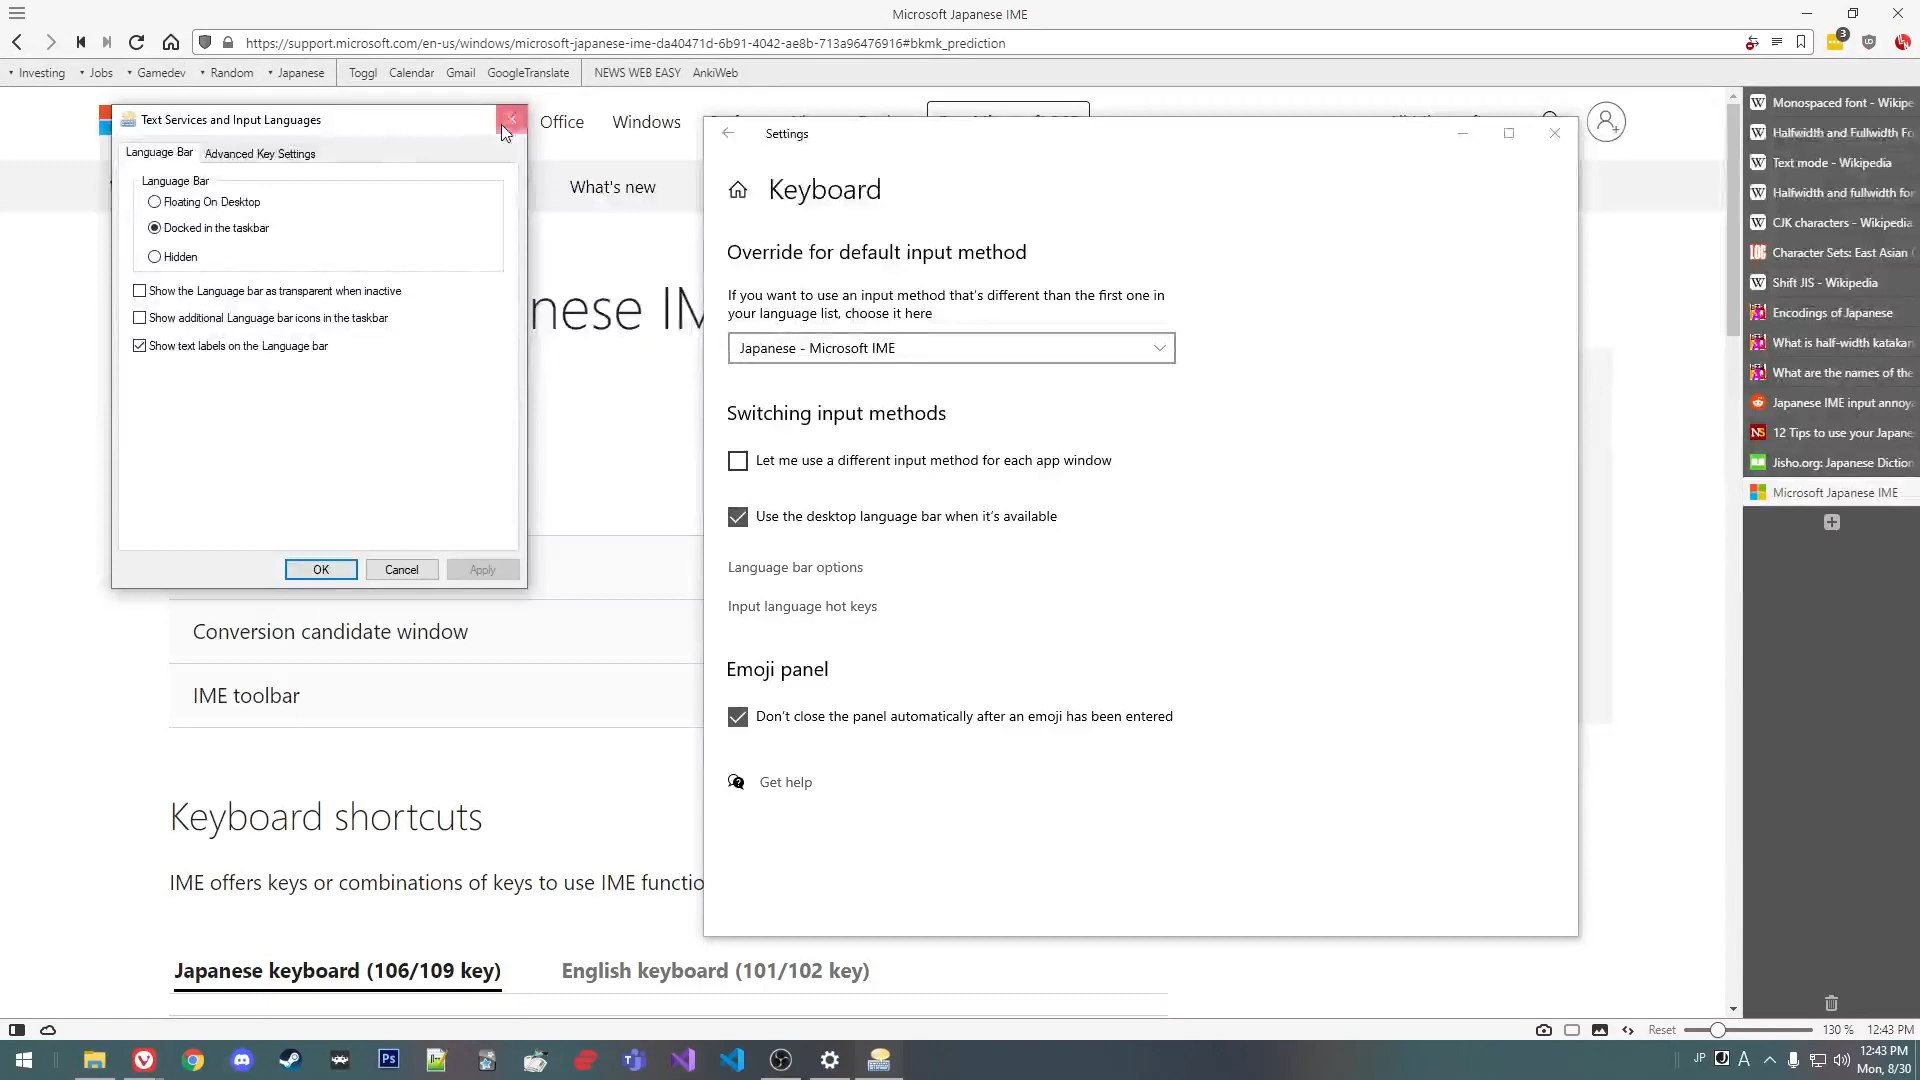 Microsoft Japanese IME
https://support.microsoft.com/en-us/windows/microsoft-japanese-ime-da40471d-6b91-4042-ae8b-713a96476916#bkmk_prediction
3
Investing
Jobs
Gamedev
Random
Japanese
Toggl
Calendar
Gmail
GoogleTranslate
NEWS WEB EASY
AnkiWeb
Office
Windows
What's new
nese IM
Text Services and Input Languages
Language Bar
Advanced Key Settings
Language Bar
Floating On Desktop
Docked in the taskbar
Hidden
Show the Language bar as transparent when inactive
Show additional Language bar icons in the taskbar
Show text labels on the Language bar
OK
Cancel
Apply
Conversion candidate window
IME toolbar
Keyboard shortcuts
IME offers keys or combinations of keys to use IME functio
Japanese keyboard (106/109 key)
English keyboard (101/102 key)
Settings
Keyboard
Override for default input method
If you want to use an input method that's different than the first one in
your language list, choose it here
Japanese - Microsoft IME
Switching input methods
Let me use a different input method for each app window
Use the desktop language bar when it's available
Language bar options
Input language hot keys
Emoji panel
Don't close the panel automatically after an emoji has been entered
Get help
Monospaced font - Wikipe
Halfwidth and Fullwidth Fo
Text mode - Wikipedia
Halfwidth and fullwidth for
CJK characters - Wikipedia
Character Sets: East Asian
Shift JIS - Wikipedia
Encodings of Japanese
What is half-width katakan
What are the names of the
Japanese IME input annoya
12 Tips to use your Japane
Jisho.org: Japanese Diction
Microsoft Japanese IME
Reset
130 %
12:43 PM
Ps
JP
A
12:43 PM
Mon, 8/30